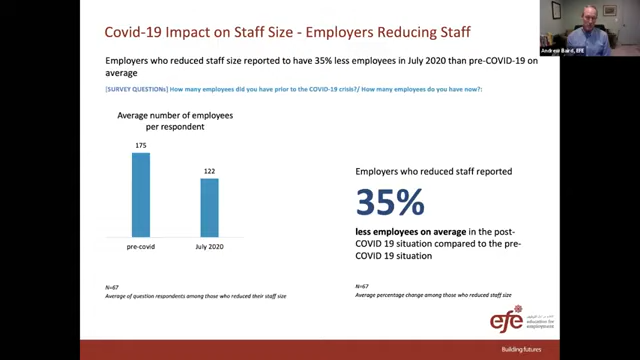 Covid-19 Impact on Staff Size - Employers Reducing Staff
Employers who reduced staff size reported to have 35% less employees in July 2020 than pre-COVID-19 on
average
[SURVEY QUESTIONs] How many employees did you have prior to the COVID-19 crisis?/ How many employees do you have now?:
Average number of employees
per respondent
175
122
pre-covid
July 2020
N=67
Average of question respondents among those who reduced their staff size
Employers who reduced staff reported
35%
less employees on average in the post-
COVID 19 situation compared to the pre-
COVID 19 situation
N=67
Average percentage change among those who reduced staff size
efe
education for
employment
Building futures
Andrew Baird, EFE